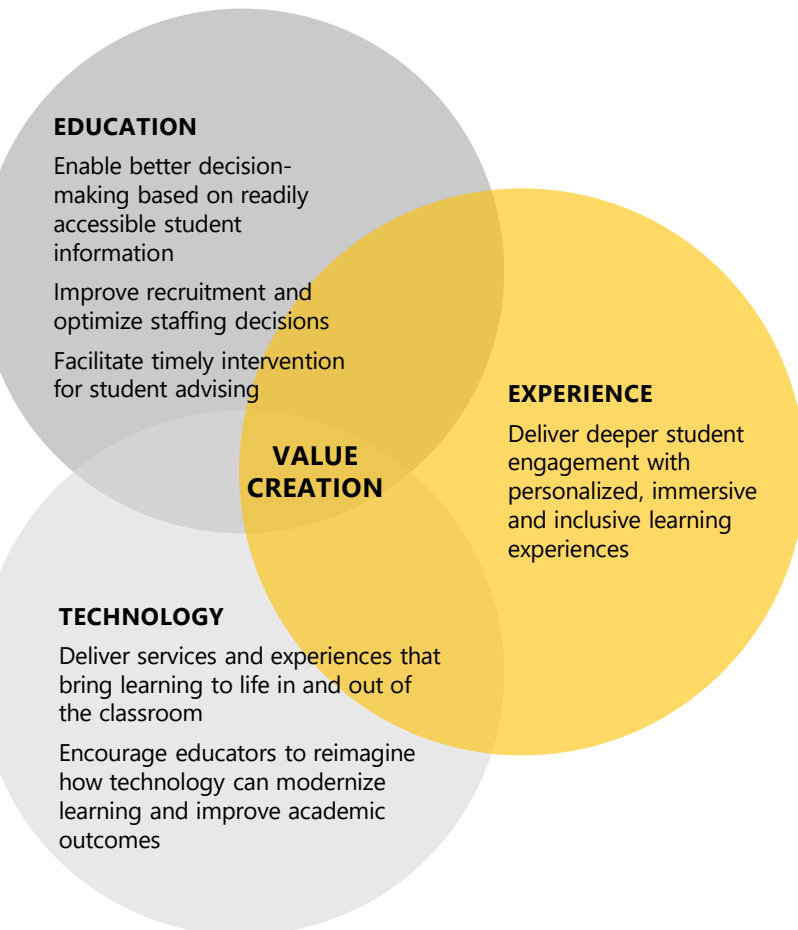 EDUCATION
Enable better decision-
making based on readily
accessible student
information
Improve recruitment and
optimize staffing decisions
Facilitate timely intervention
for student advising
EXPERIENCE
Deliver deeper student
engagement with
personalized, immersive
and inclusive learning
experiences
VALUE
CREATION
TECHNOLOGY
Deliver services and experiences that
bring learning to life in and out of
the classroom
Encourage educators to reimagine
how technology can modernize
learning and improve academic
outcomes